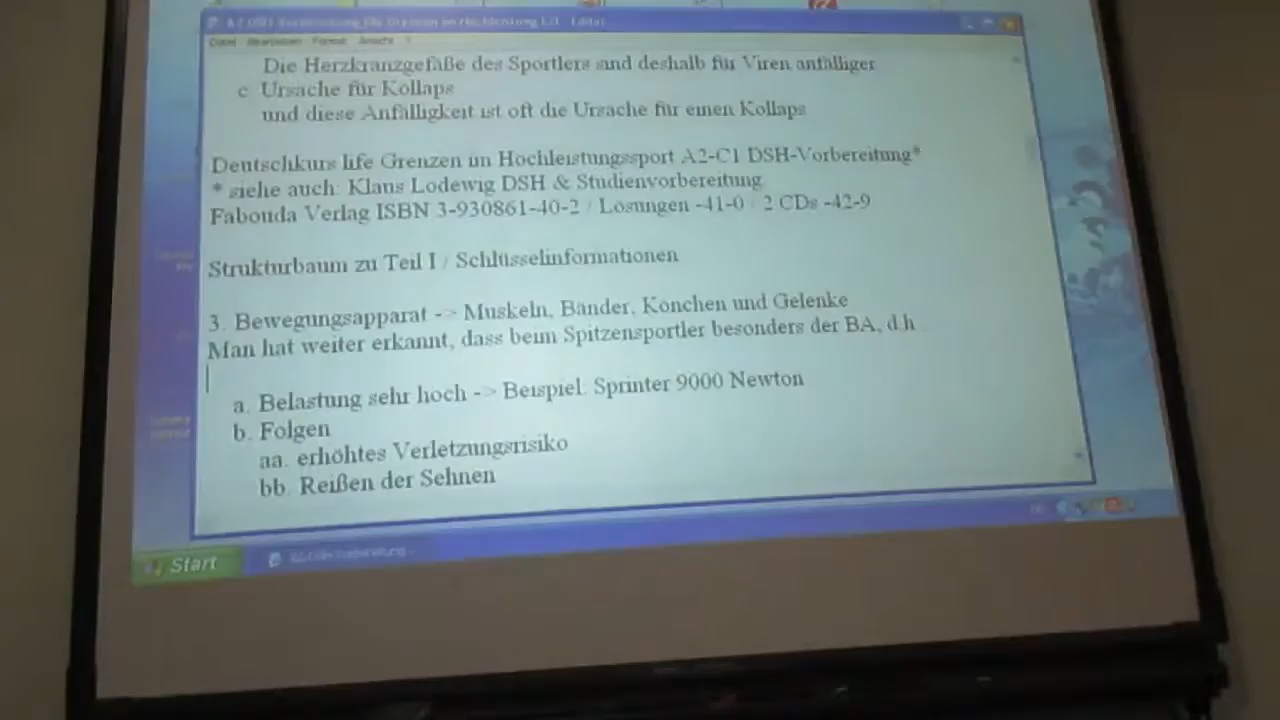 Datei Bearbeiten Format Ansicht ?
Die Herzkranzgefäße des Sportlers sind deshalb für Viren anfälliger
c. Ursache für Kollaps
und diese Anfälligkeit ist oft die Ursache für einen Kollaps
Deutschkurs life Grenzen im Hochleistungssport A2-C1 DSH-Vorbereitung*
* siehe auch: Klaus Lodewig DSH & Studienvorbereitung
Fabouda Verlag ISBN 3-930861-40-2 / Lösungen -41-0 / 2 CDs -42-9
Strukturbaum zu Teil I / Schlüsselinformationen
3. Bewegungsapparat -> Muskeln, Bänder, Konchen und Gelenke
Man hat weiter erkannt, dass beim Spitzensportler besonders der BA, d.h.
a. Belastung sehr hoch -> Beispiel: Sprinter 9000 Newton
b. Folgen
aa. erhöhtes Verletzungsrisiko
bb. Reißen der Sehnen
Start